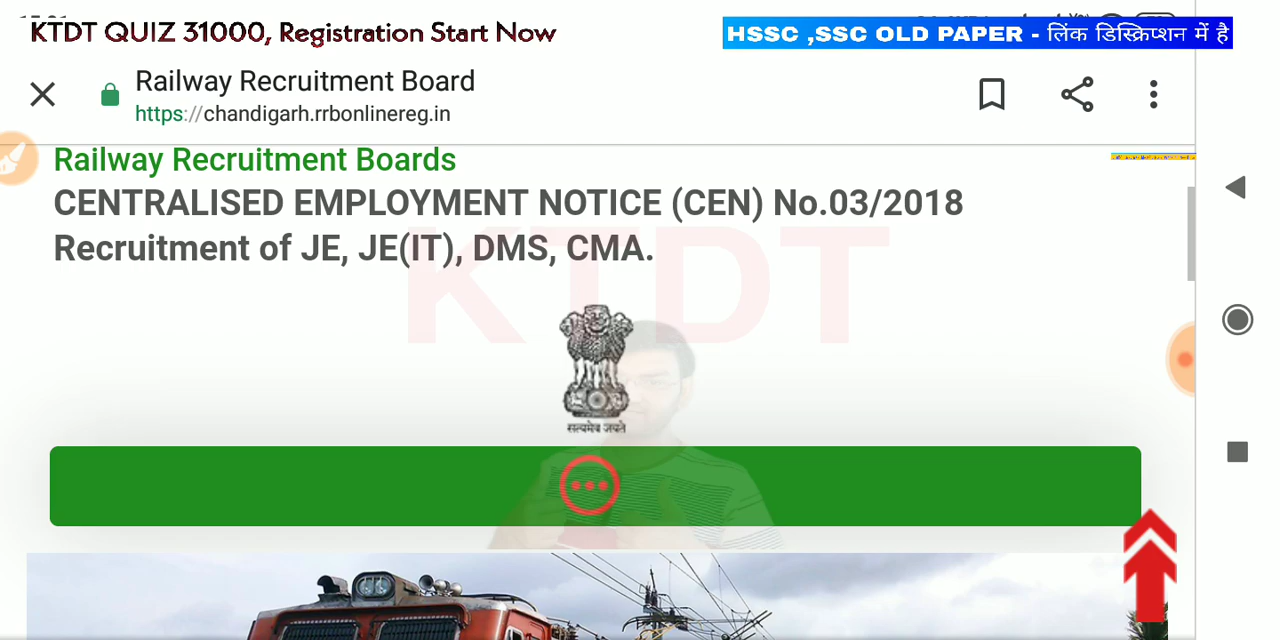 KTDT QUIZ 31000, Registration Start Now
HSSC ,SSC OLD PAPER - लिंक डिस्क्रिप्शन में है
Railway Recruitment Board
https://chandigarh.rrbonlinereg.in
Railway Recruitment Boards
CENTRALISED EMPLOYMENT NOTICE (CEN) No.03/2018
Recruitment of JE, JE(IT), DMS, CMA.
KTDT
सत्यमेव जयते